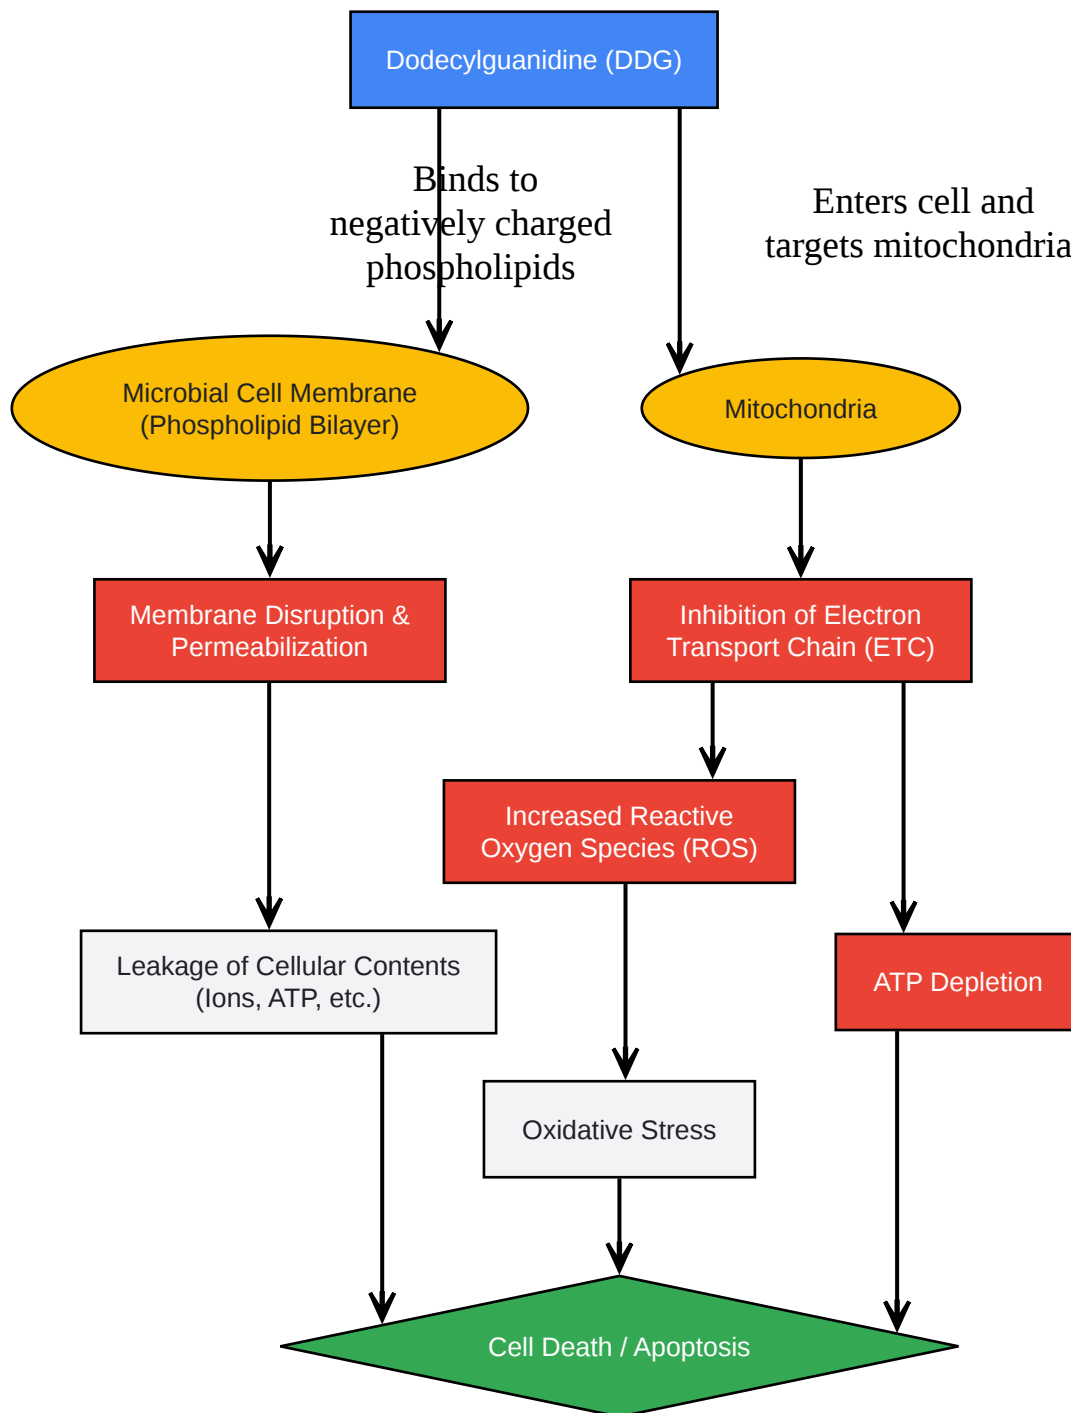 Dodecylguanidine (DDG)
Binds to
negatively charged
phospholipids
Enters cell and
targets mitochondria
Microbial Cell Membrane
(Phospholipid Bilayer)
Mitochondria
Membrane Disruption &
Permeabilization
Inhibition of Electron
Transport Chain (ETC)
Increased Reactive
Oxygen Species (ROS)
Leakage of Cellular Contents
(Ions, ATP, etc.)
ATP Depletion
Oxidative Stress
Cell Death / Apoptosis